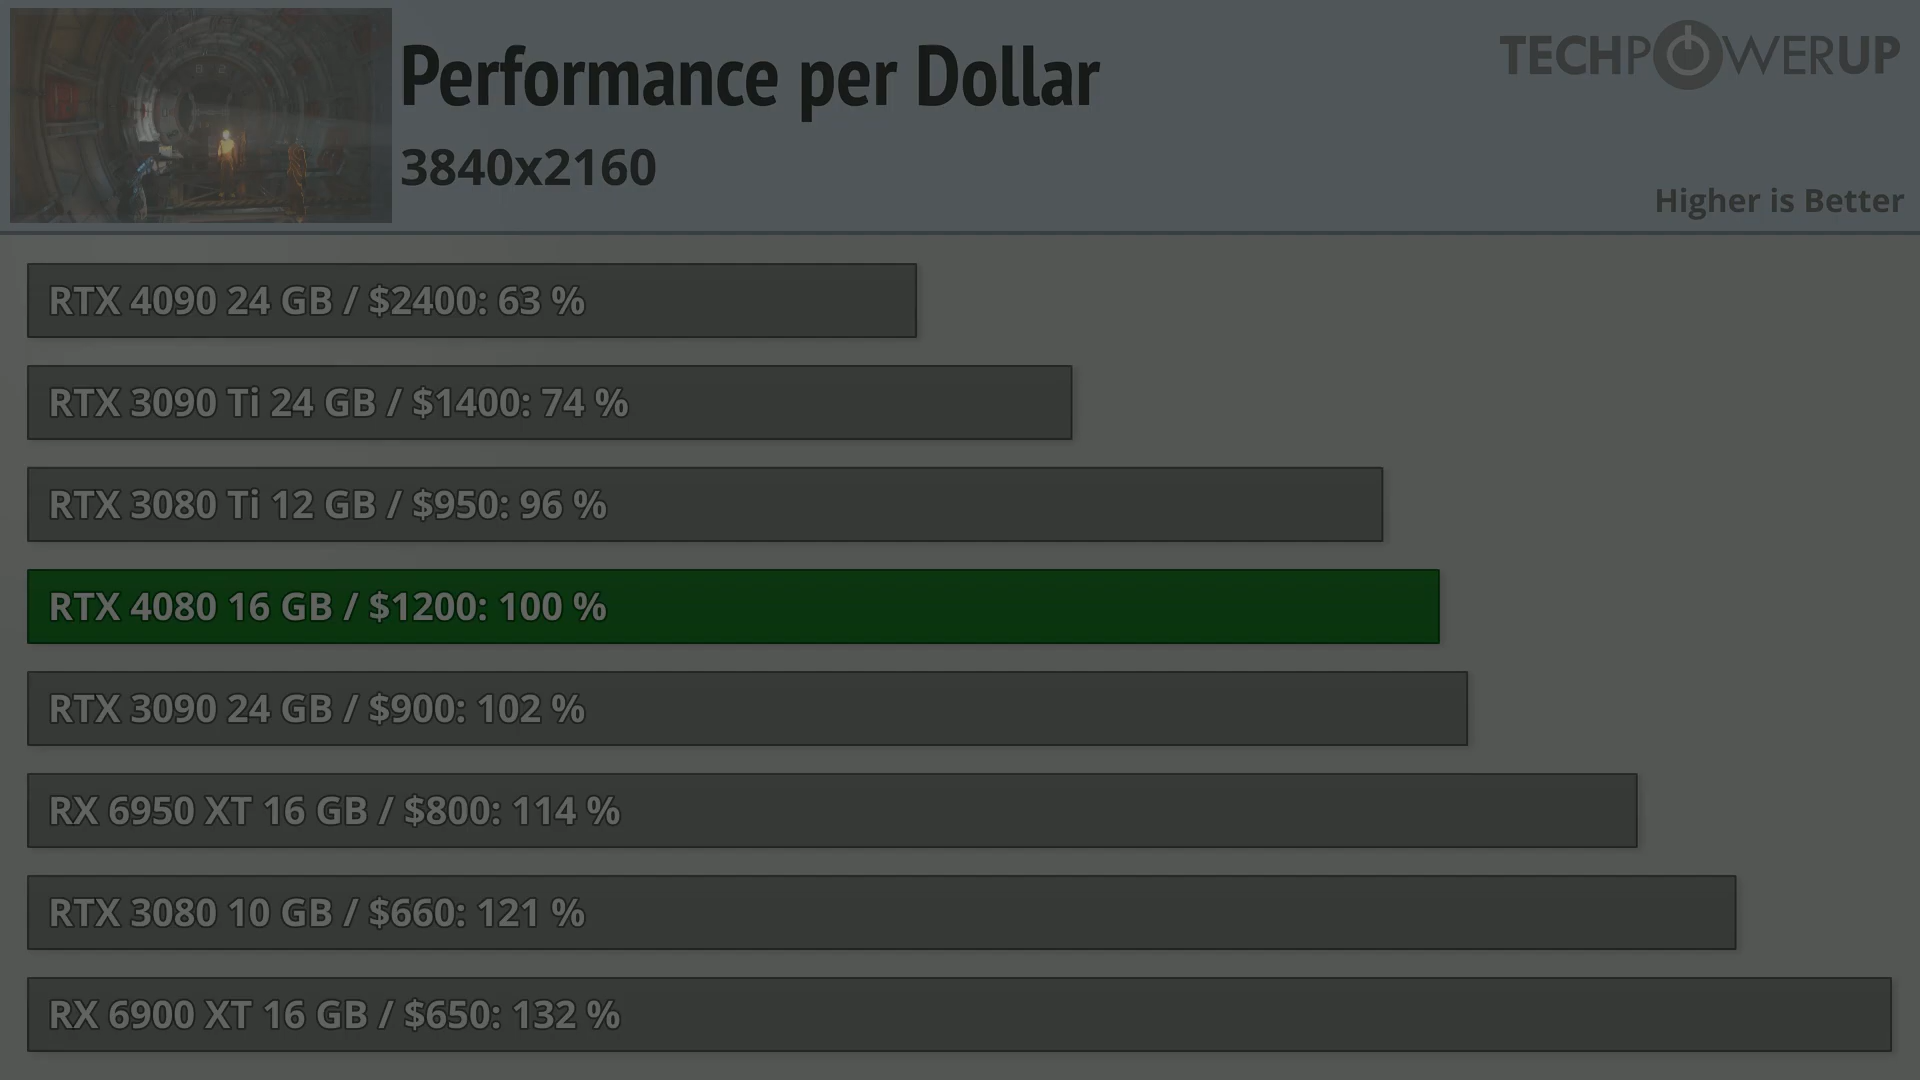 Performance per Dollar
TECHPOWERUP
3840x2160
Higher is Better
RTX 4090 24 GB / $2400: 63 %
RTX 3090 Ti 24 GB / $1400: 74 %
RTX 3080 Ti 12 GB / $950: 96 %
RTX 4080 16 GB / $1200: 100 %
RTX 3090 24 GB / $900: 102 %
RX 6950 XT 16 GB / $800: 114 %
RTX 3080 10 GB / $660: 121 %
RX 6900 XT 16 GB / $650: 132 %